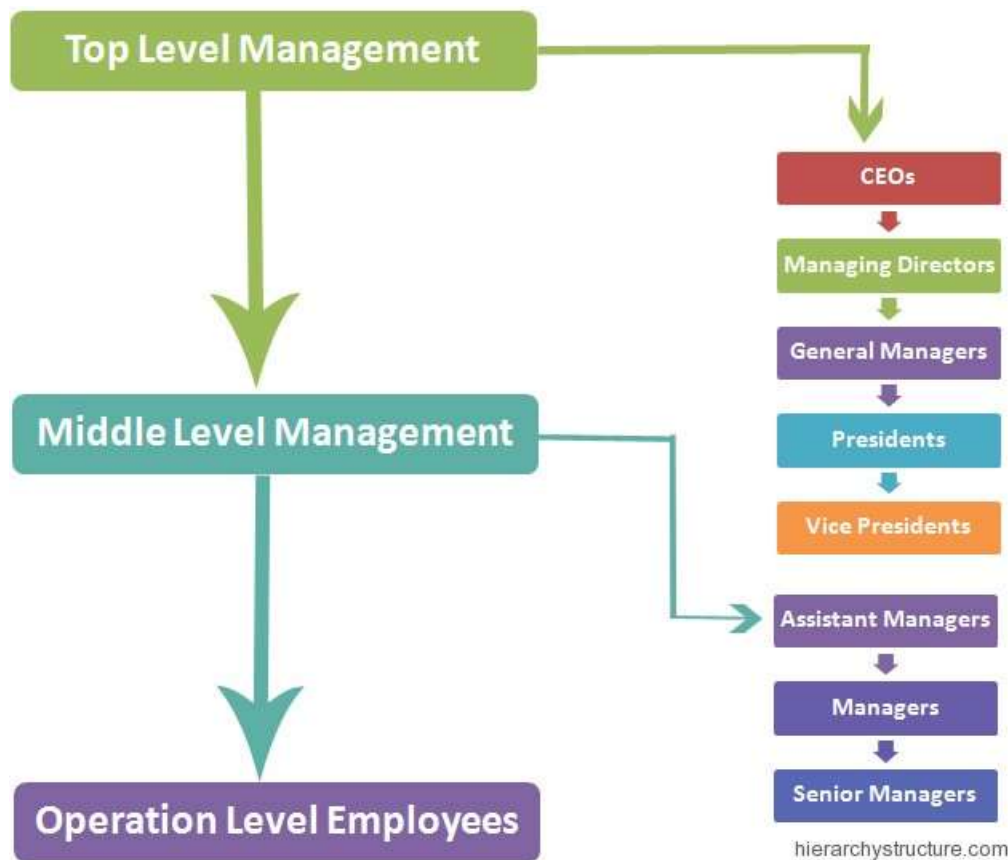 Top Level Management
CEOs
Managing Directors
General Managers
Presidents
Vice Presidents
Middle Level Management
Assistant Managers
Managers
Senior Managers
Operation Level Employees
hierarchystructure.com